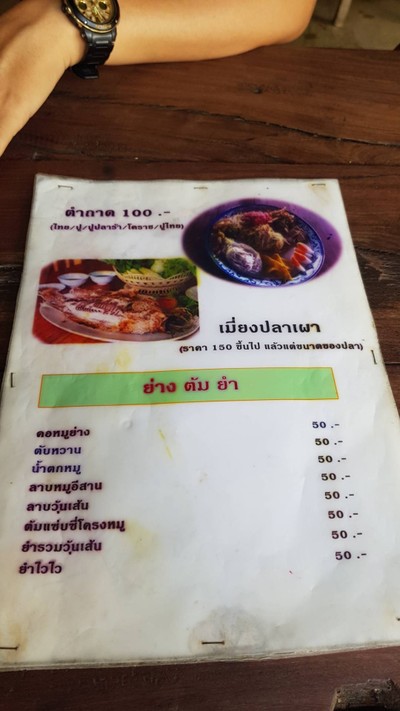 ตำถาด 100 .-
(ไทย/ปู/ปูปลาร้า/โคราช/ปูไทย)
เมี่ยงปลาเผา
(ราคา 150 ขึ้นไป แล้วแต่ขนาดของปลา)
ย่าง ต้ม ยำ
คอหมูย่าง 50 .-
ตับหวาน 50 .-
น้ำตกหมู 50 .-
ลาบหมูอีสาน 50 .-
ลาบวุ้นเส้น 50 .-
ต้มแซ่บซี่โครงหมู 50 .-
ยำรวมวุ้นเส้น 50 .-
ยำไวไว 50 .-